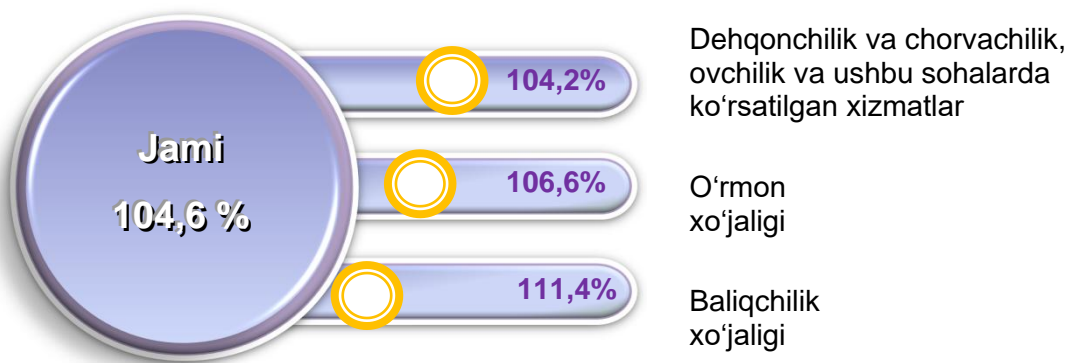 Jami
104,6 %
104,2%
Dehqonchilik va chorvachilik,
ovchilik va ushbu sohalarda
ko‘rsatilgan xizmatlar
106,6%
O‘rmon
xo‘jaligi
111,4%
Baliqchilik
xo‘jaligi